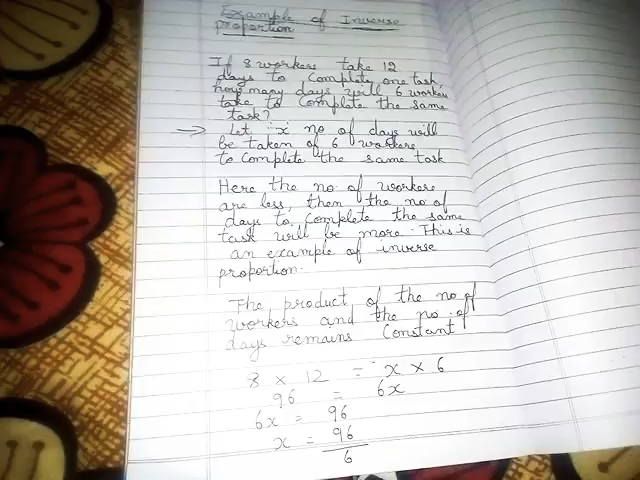 Example of Inverse
proportion
If 8 workers take 12
days to complete one task,
how many days will 6 workers
take to complete the same
task?
→ Let 'x' no of days will
be taken of 6 workers
to complete the same task
Here the no of workers
are less, then the no of
days to complete the same
task will be more. This is
an example of inverse
proportion.
The product of the no of
workers and the no. of
days remains constant
8 × 12 = x × 6
96 = 6x
6x = 96
x = 96
6